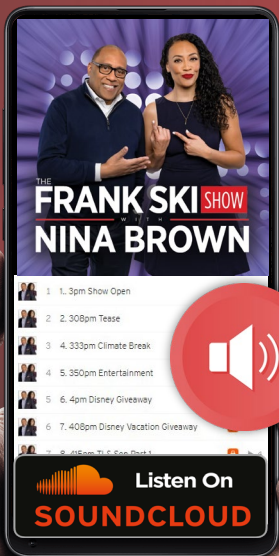 THE
FRANK SKI SHOW
WITH
NINA BROWN
1 1.. 3pm Show Open
2 2. 308pm Tease
3 4. 333pm Climate Break
4 5. 350pm Entertainment
5 6. 4pm Disney Giveaway
6 7. 408pm Disney Vacation Giveaway
Listen On
SOUNDCLOUD